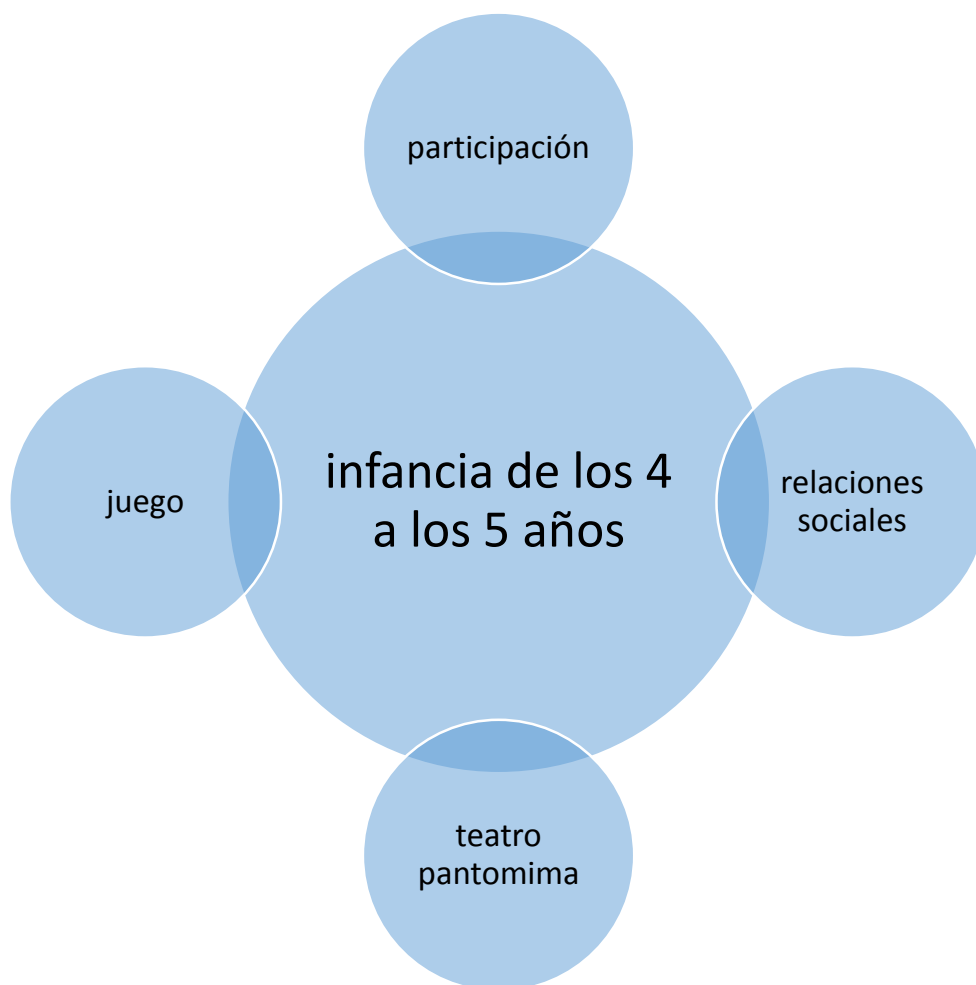 participación
juego
infancia de los 4
a los 5 años
relaciones
sociales
teatro
pantomima